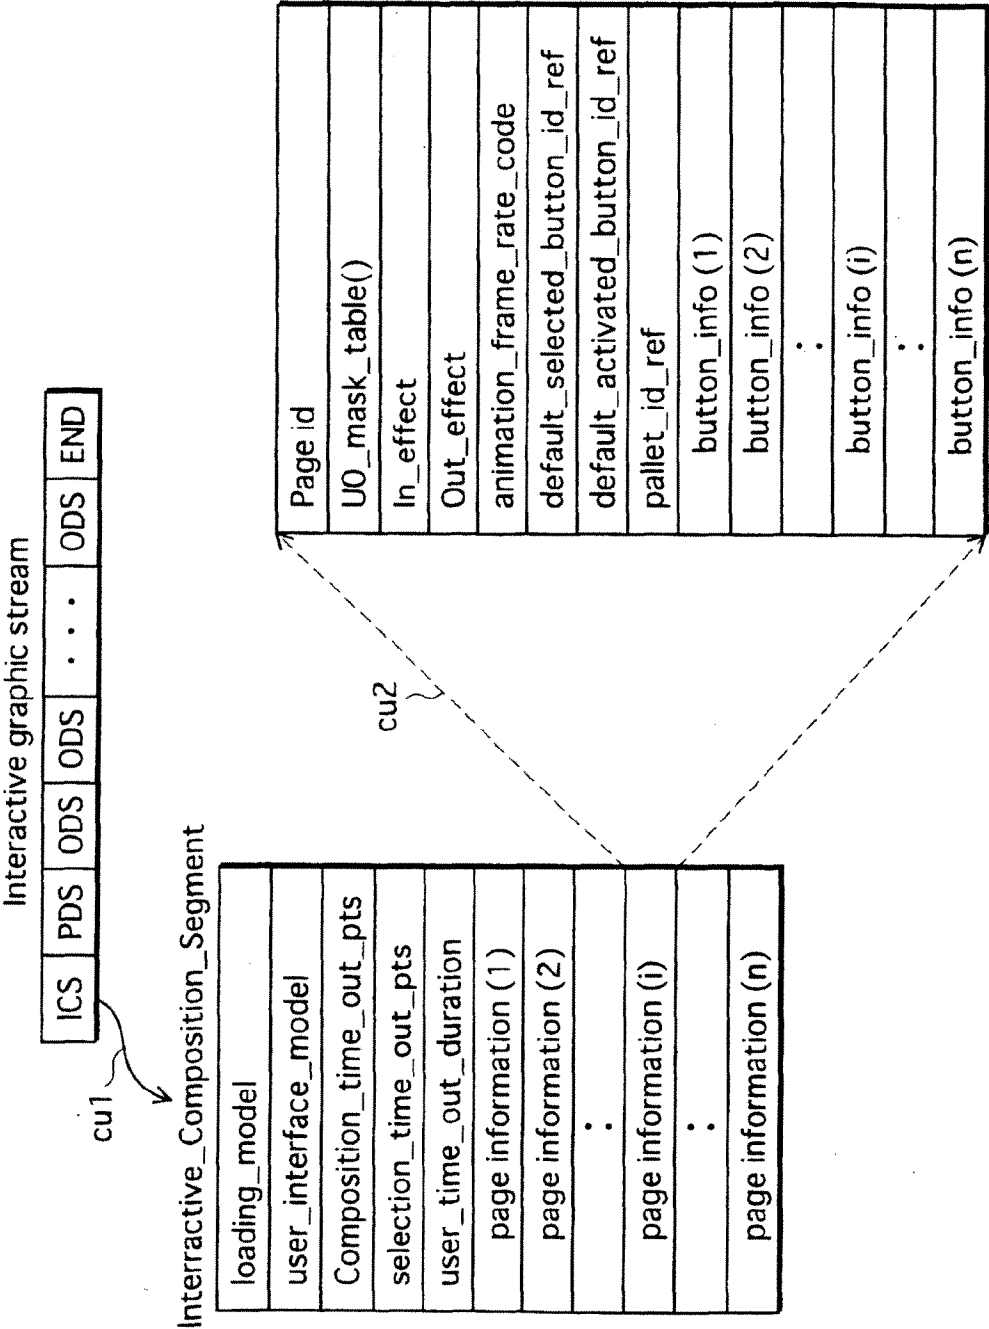 Interactive graphic stream
ICS PDS ODS ODS . . . ODS END
cu1
Interractive_Composition_Segment
loading_model
user_interface_model
Composition_time_out_pts
selection_time_out_pts
user_time_out_duration
page information (1)
page information (2)
:
page information (i)
:
page information (n)
cu2
Page id
UO_mask_table()
In_effect
Out_effect
animation_frame_rate_code
default_selected_button_id_ref
default_activated_button_id_ref
pallet_id_ref
button_info (1)
button_info (2)
:
button_info (i)
:
button_info (n)